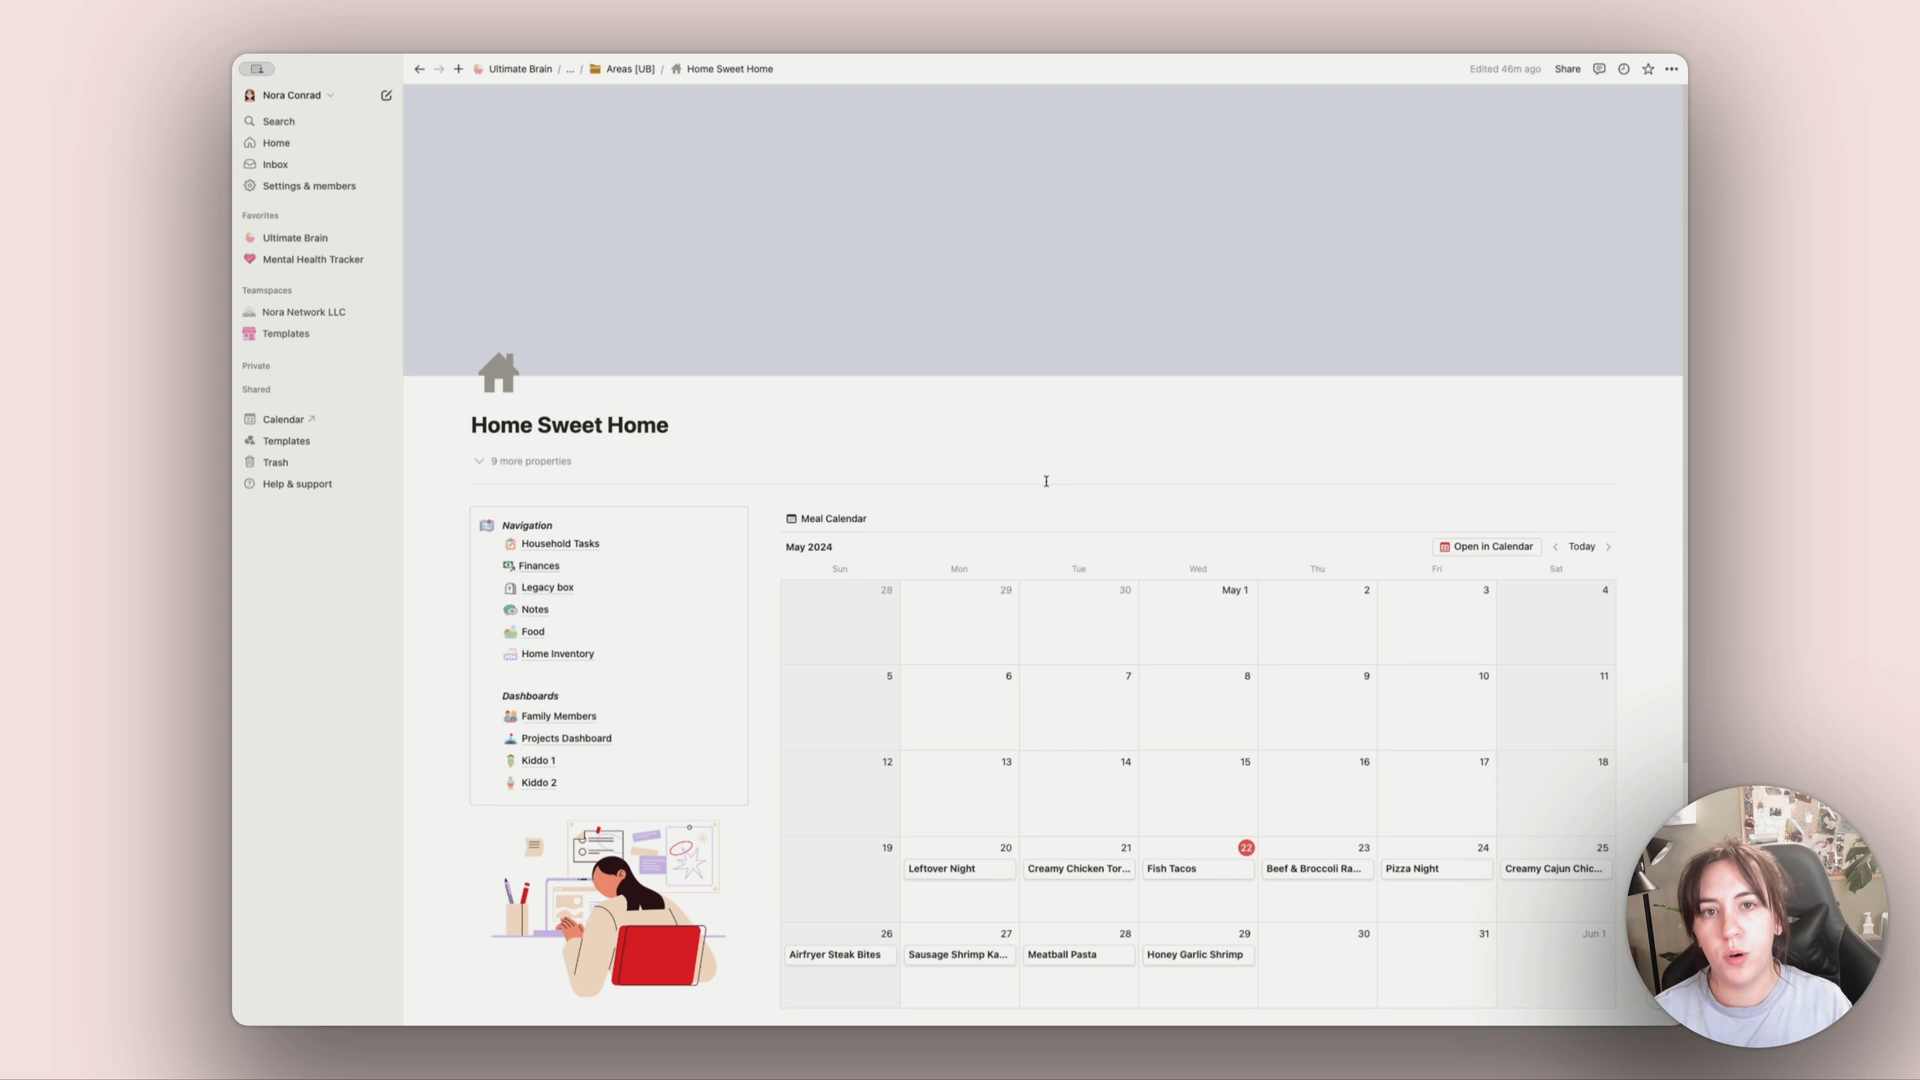 Ultimate Brain / ... / Areas [UB] / Home Sweet Home
Edited 46m ago Share
Nora Conrad
Search
Home
Inbox
Settings & members
Favorites
Ultimate Brain
Mental Health Tracker
Teamspaces
Nora Network LLC
Templates
Private
Shared
Calendar
Templates
Trash
Help & support
Home Sweet Home
9 more properties
Navigation
Household Tasks
Finances
Legacy box
Notes
Food
Home Inventory
Dashboards
Family Members
Projects Dashboard
Kiddo 1
Kiddo 2
Meal Calendar
May 2024
Open in Calendar
Today
Sun Mon Tue Wed Thu Fri Sat
28 29 30 May 1 2 3 4
5 6 7 8 9 10 11
12 13 14 15 16 17 18
19 20 21 22 23 24 25
Leftover Night Creamy Chicken Tor... Fish Tacos Beef & Broccoli Ra... Pizza Night Creamy Cajun Chic...
26 27 28 29 30 31 Jun 1
Airfryer Steak Bites Sausage Shrimp Ka... Meatball Pasta Honey Garlic Shrimp